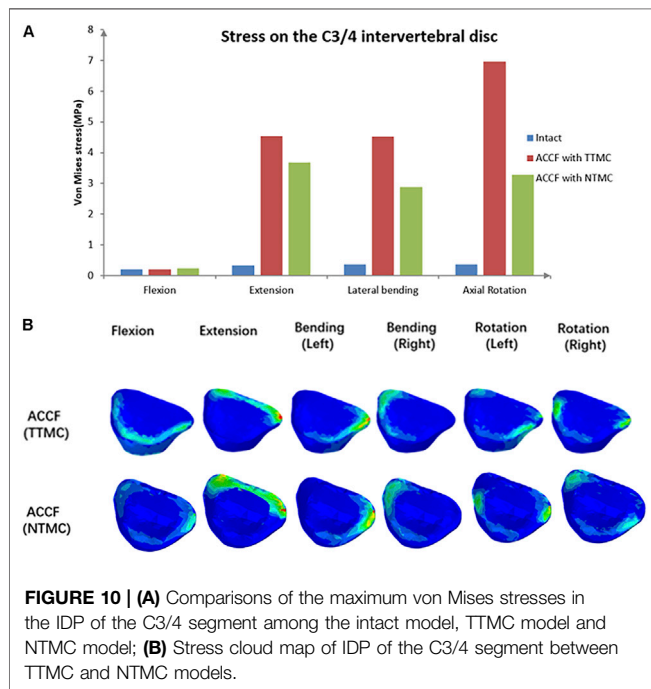 A
Stress on the C3/4 intervertebral disc
Von Mises stress(MPa)
8
7
6
5
4
3
2
1
0
Flexion
Extension
Lateral bending
Axial Rotation
Intact
ACCF with TTMC
ACCF with NTMC
B
Flexion
Extension
Bending
(Left)
Bending
(Right)
Rotation
(Left)
Rotation
(Right)
ACCF
(TTMC)
ACCF
(NTMC)
FIGURE 10 | (A) Comparisons of the maximum von Mises stresses in
the IDP of the C3/4 segment among the intact model, TTMC model and
NTMC model; (B) Stress cloud map of IDP of the C3/4 segment between
TTMC and NTMC models.